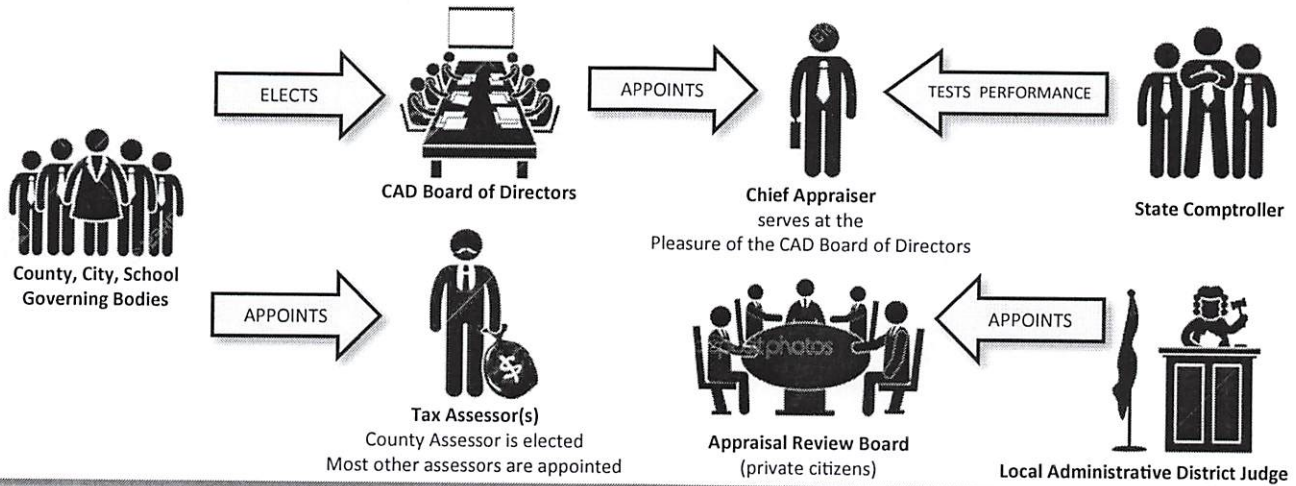 ELECTS
APPOINTS
TESTS PERFORMANCE
CAD Board of Directors
Chief Appraiser
serves at the
Pleasure of the CAD Board of Directors
State Comptroller
County, City, School
Governing Bodies
APPOINTS
$
Tax Assessor(s)
County Assessor is elected
Most other assessors are appointed
photos
Appraisal Review Board
(private citizens)
APPOINTS
Local Administrative District Judge